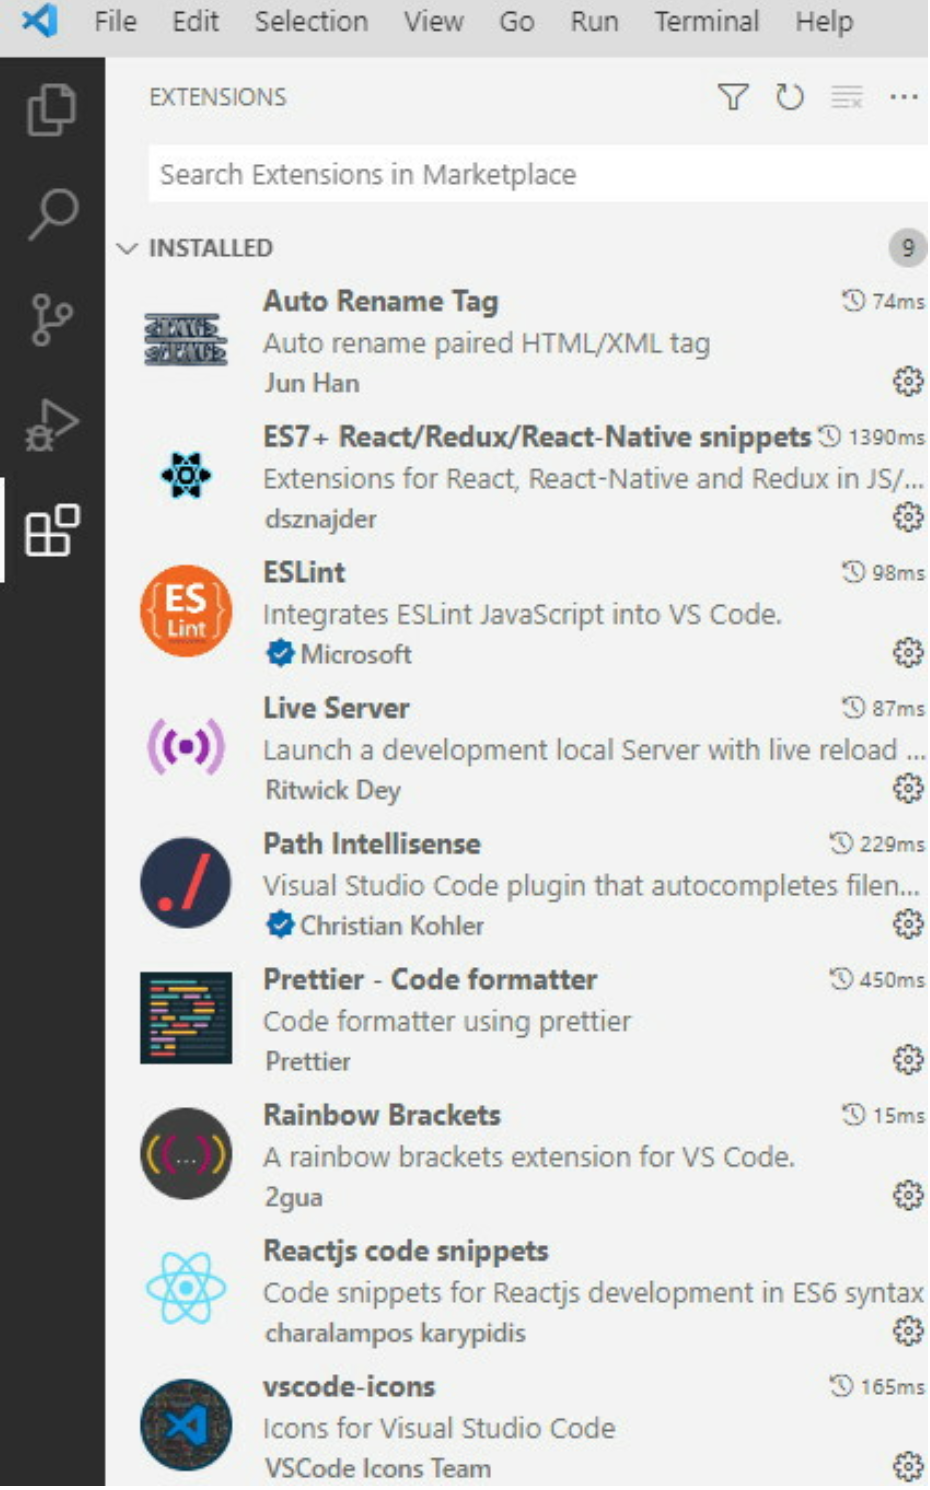 File Edit Selection View Go Run Terminal Help
EXTENSIONS
Search Extensions in Marketplace
INSTALLED 9
Auto Rename Tag 74ms
Auto rename paired HTML/XML tag
Jun Han
ES7+ React/Redux/React-Native snippets 1390ms
Extensions for React, React-Native and Redux in JS/...
dsznajder
ES
Lint
ESLint 98ms
Integrates ESLint JavaScript into VS Code.
Microsoft
Live Server 87ms
Launch a development local Server with live reload ...
Ritwick Dey
Path Intellisense 229ms
Visual Studio Code plugin that autocompletes filen...
Christian Kohler
Prettier - Code formatter 450ms
Code formatter using prettier
Prettier
Rainbow Brackets 15ms
((...))
A rainbow brackets extension for VS Code.
2gua
Reactjs code snippets
Code snippets for Reactjs development in ES6 syntax
charalampos karypidis
vscode-icons 165ms
Icons for Visual Studio Code
VSCode Icons Team